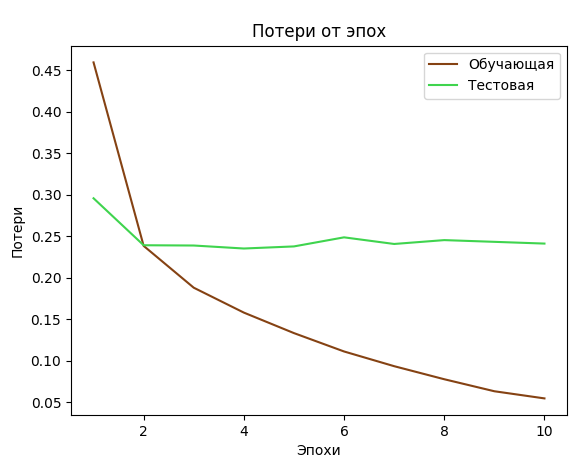 Потери от эпох
Обучающая
Тестовая
Потери
0.45
0.40
0.35
0.30
0.25
0.20
0.15
0.10
0.05
2 4 6 8 10
Эпохи